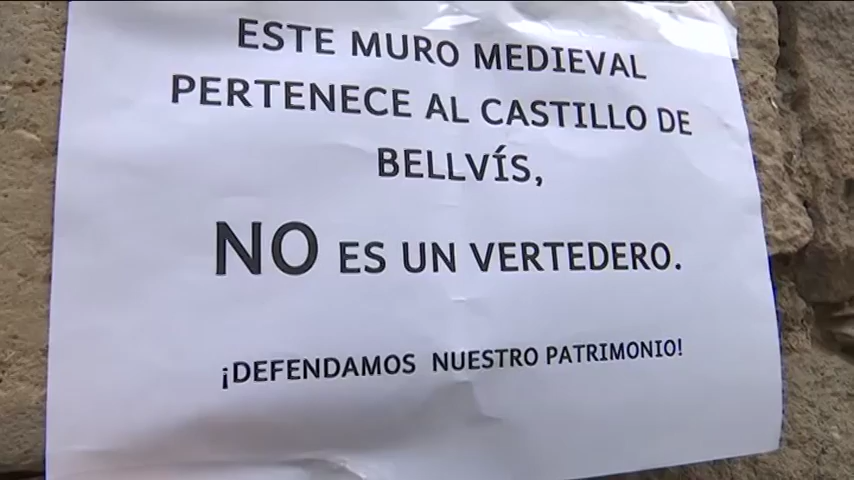 ESTE MURO MEDIEVAL
PERTENECE AL CASTILLO DE
BELLVÍS,
NO ES UN VERTEDERO.
¡DEFENDAMOS NUESTRO PATRIMONIO!